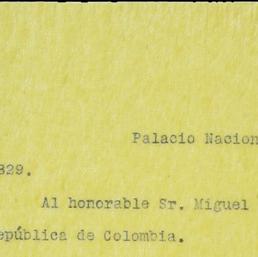 Palacio Nacion
829.
Al honorable Sr. Miguel
epública de Colombia.